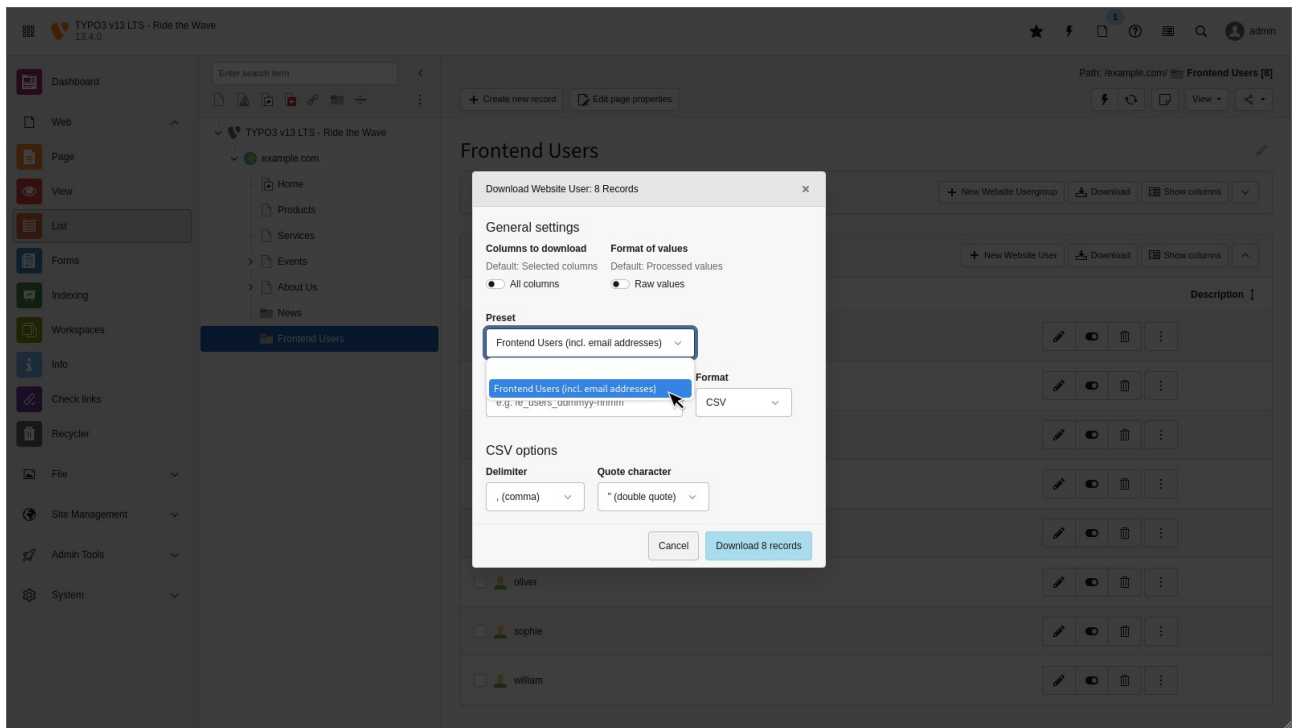 TYPO3 v13 LTS - Ride the Wave
13.4.0
1
admin
Dashboard
Web
Page
View
List
Forms
Indexing
Workspaces
Info
Check links
Recycler
File
Site Management
Admin Tools
System
Enter search term
TYPO3 v13 LTS - Ride the Wave
example.com
Home
Products
Services
Events
About Us
News
Frontend Users
Path: /example.com/ Frontend Users [8]
+ Create new record Edit page properties View
Frontend Users
+ New Website Usergroup Download Show columns
+ New Website User Download Show columns
Description
Download Website User: 8 Records ×
General settings
Columns to download Format of values
Default: Selected columns Default: Processed values
All columns Raw values
Preset
Frontend Users (incl. email addresses)
Frontend Users (incl. email addresses)
Format
e.g. fe_users_ddmmyy-hhmm CSV
CSV options
Delimiter Quote character
, (comma) " (double quote)
Cancel Download 8 records
oliver
sophie
william